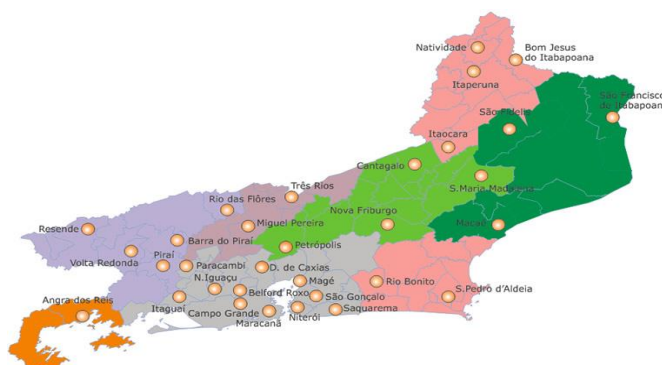 Natividade
Bom Jesus
do Itabapoana
Itaperuna
São Francisco
de Itabapoana
São Fidelis
Itaocara
Cantagalo
Três Rios
S.Maria Madalena
Rio das Flôres
Nova Friburgo
Miguel Pereira
Macaé
Resende
Barra do Piraí
Petrópolis
Volta Redonda
Piraí
Paracambi
D. de Caxias
N.Iguaçu
Magé
Rio Bonito
Belford Roxo
São Gonçalo
S.Pedro d'Aldeia
Angra dos Reis
Itaguaí
Campo Grande
Niterói
Saquarema
Maracanã